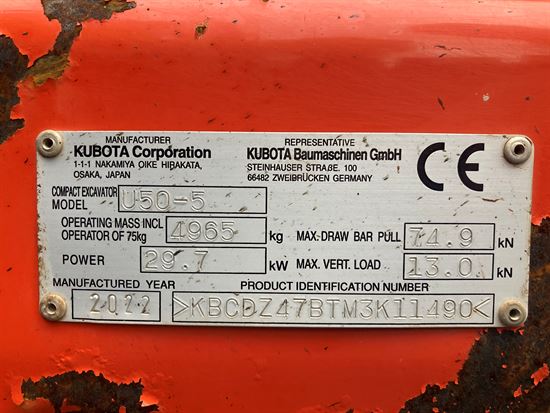 MANUFACTURER
KUBOTA Corporation
1-1-1 NAKAMIYA OIKE HIRAKATA,
OSAKA, JAPAN
REPRESENTATIVE
KUBOTA Baumaschinen GmbH
STEINHAUSER STRAßE. 100
66482 ZWEIBRÜCKEN GERMANY
CE
COMPACT EXCAVATOR
MODEL U50-5
OPERATING MASS INCL
OPERATOR OF 75kg 4965 kg MAX. DRAW BAR PULL 74.9 kN
POWER 29.7 kW MAX. VERT. LOAD 13.0 kN
MANUFACTURED YEAR PRODUCT IDENTIFICATION NUMBER
2022 >KBCDZ47BTM3K11490<